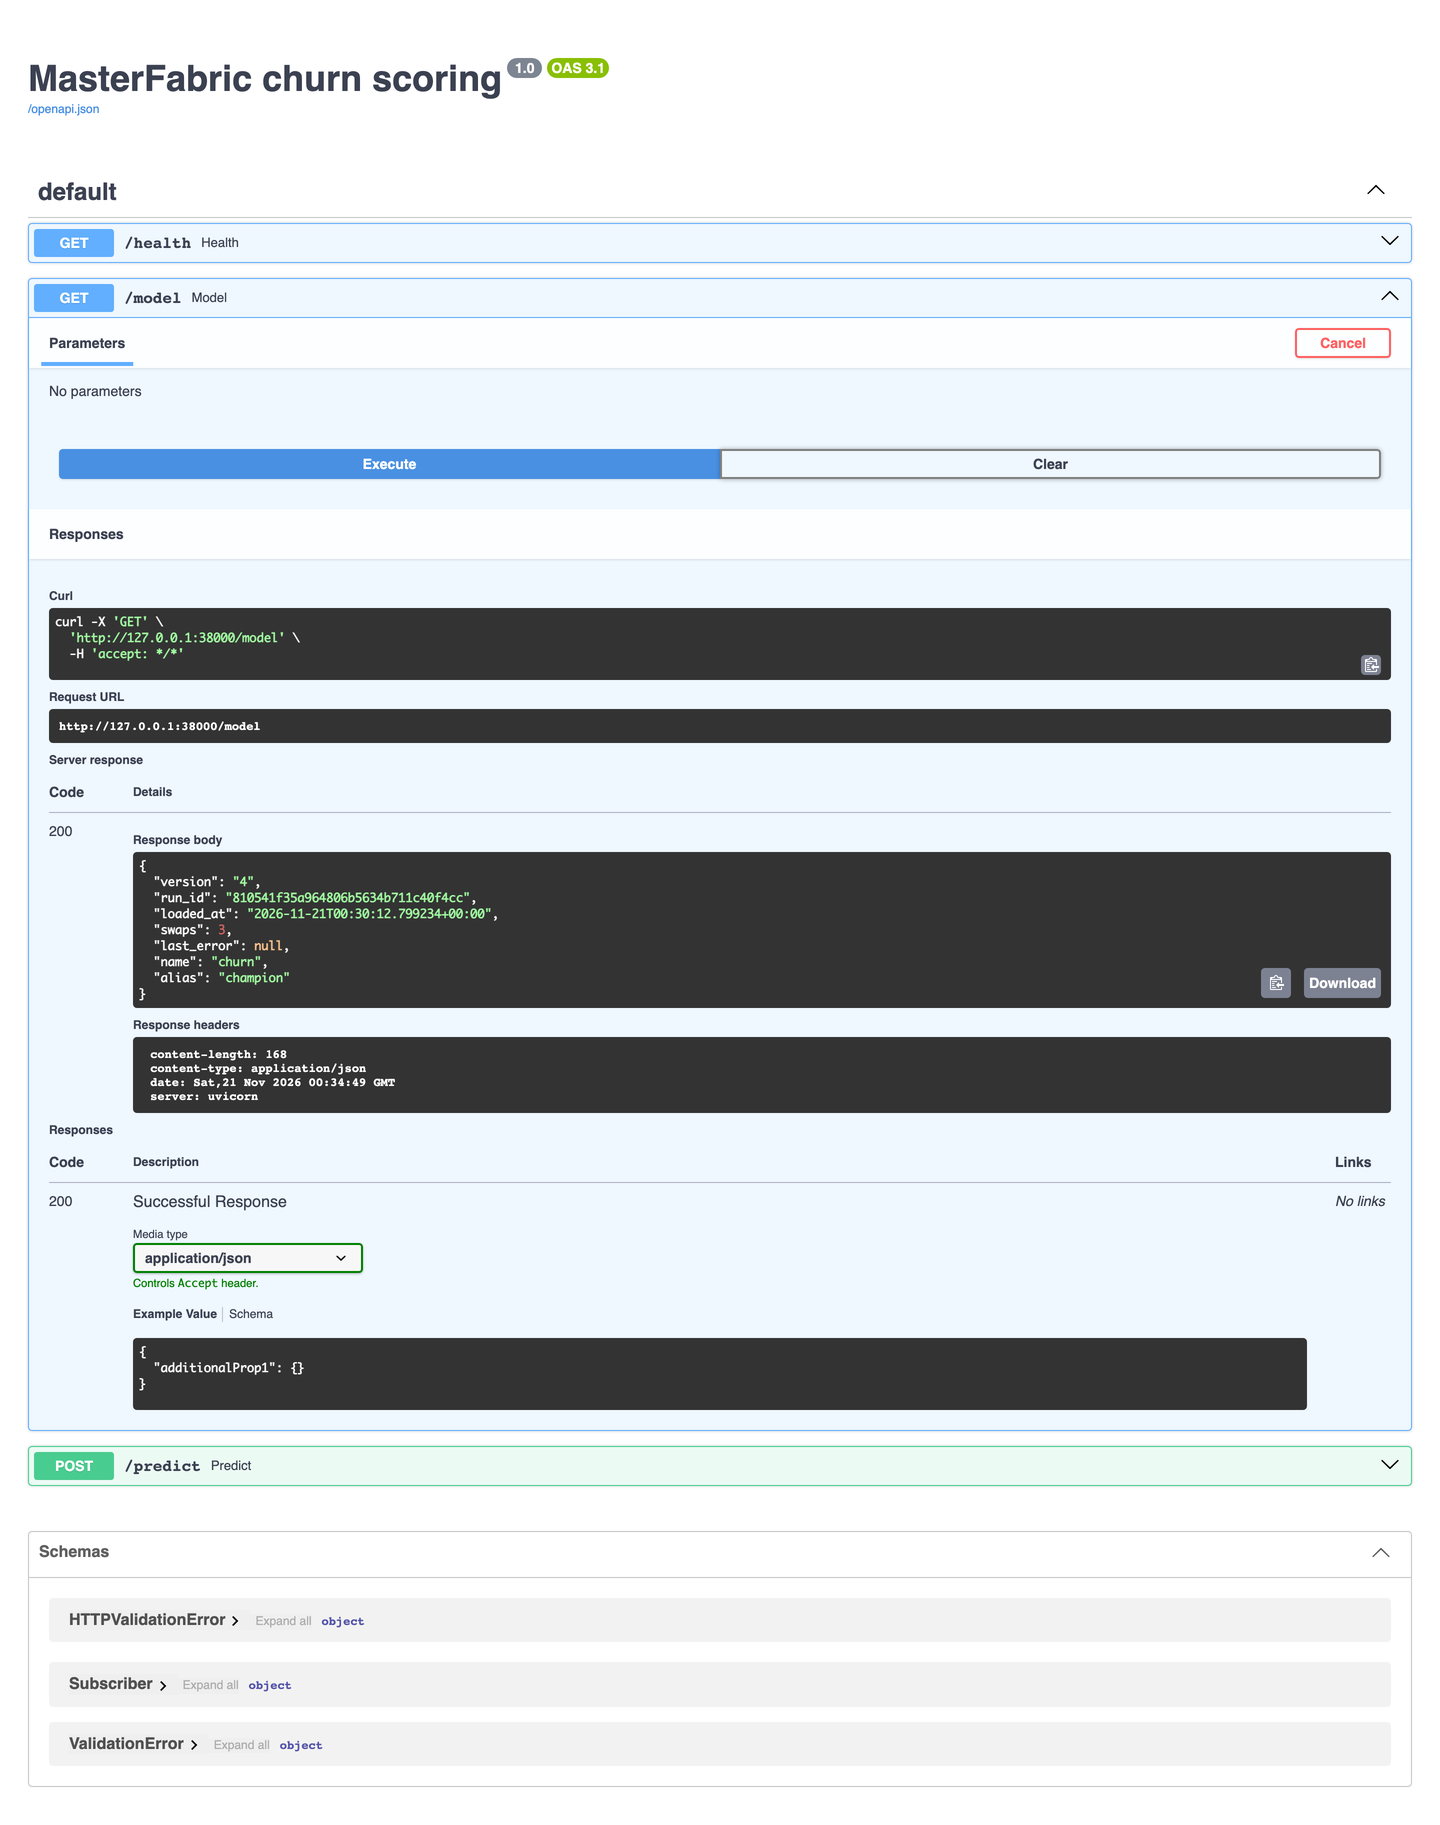 MasterFabric churn scoring 1.0 OAS 3.1
/openapi.json
default
GET /health Health
GET /model Model
Parameters Cancel
No parameters
Execute Clear
Responses
Curl
curl -X 'GET' \
  'http://127.0.0.1:38000/model' \
  -H 'accept: */*'
Request URL
http://127.0.0.1:38000/model
Server response
Code Details
200
Response body
{
  "version": "4",
  "run_id": "810541f35a964806b5634b711c40f4cc",
  "loaded_at": "2026-11-21T00:30:12.799234+00:00",
  "swaps": 3,
  "last_error": null,
  "name": "churn",
  "alias": "champion"
}
Download
Response headers
content-length: 168
content-type: application/json
date: Sat,21 Nov 2026 00:34:49 GMT
server: uvicorn
Responses
Code Description Links
200 Successful Response No links
Media type
application/json
Controls Accept header.
Example Value Schema
{
  "additionalProp1": {}
}
POST /predict Predict
Schemas
HTTPValidationError Expand all object
Subscriber Expand all object
ValidationError Expand all object